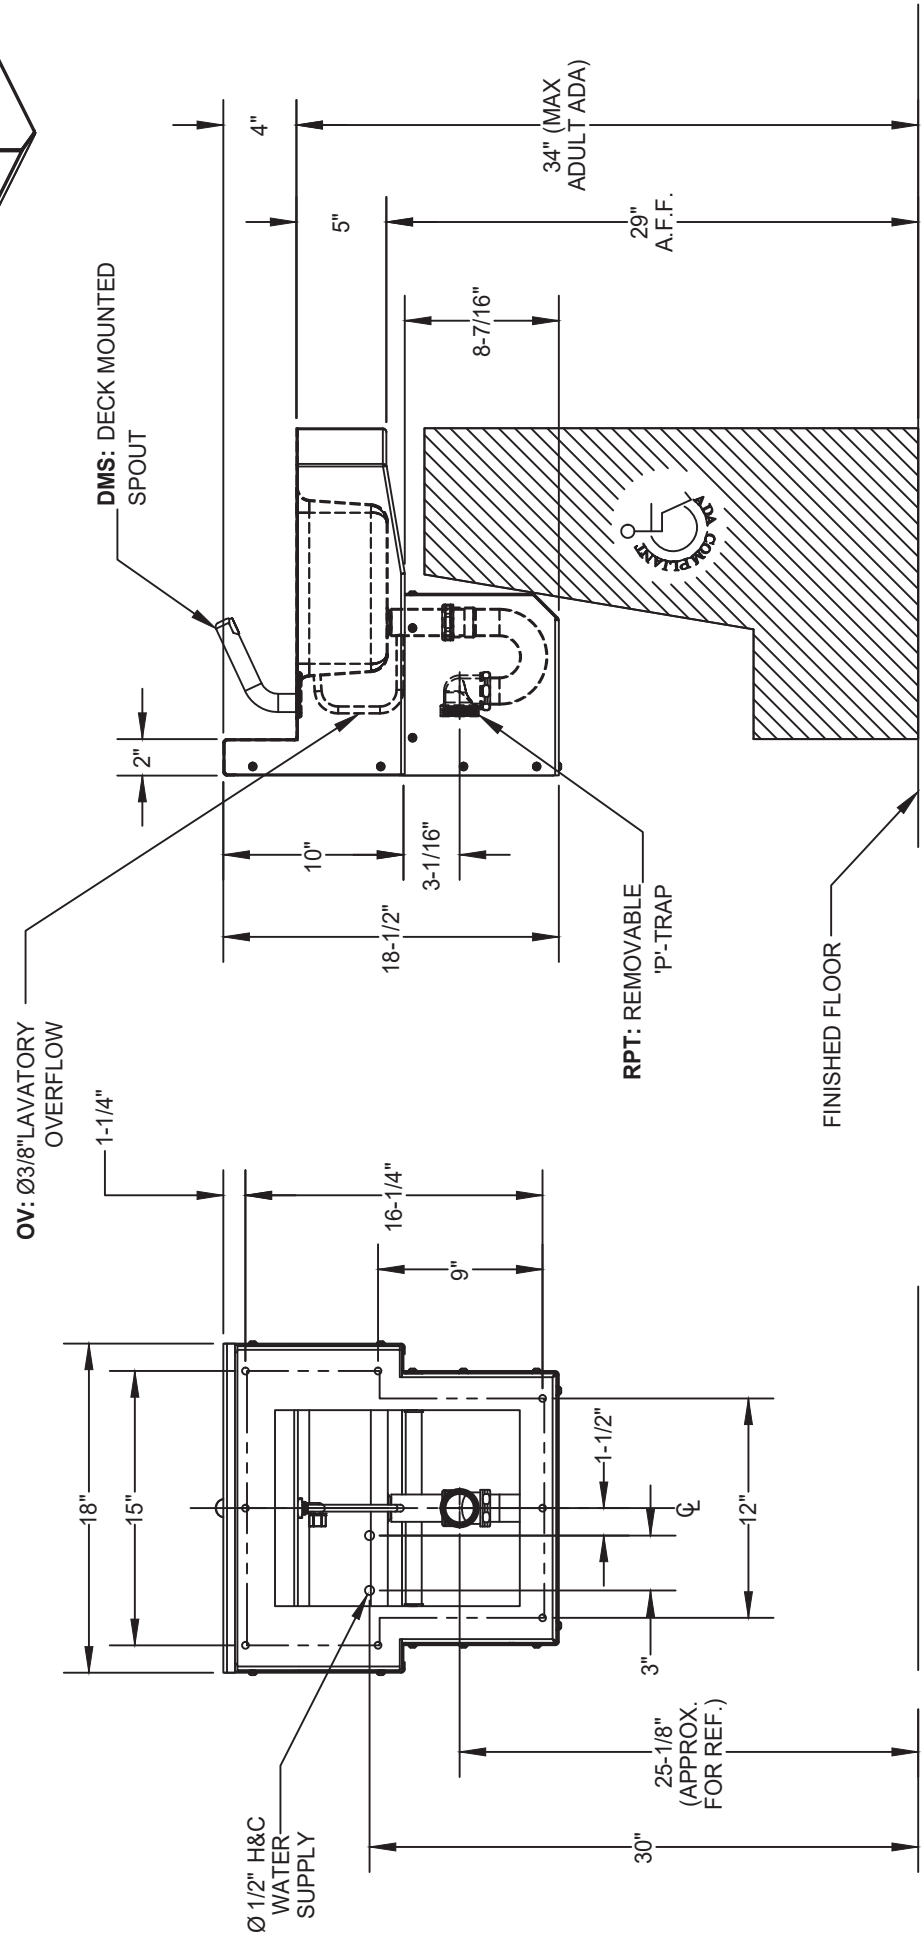 OV: Ø3/8"LAVATORY
OVERFLOW
DMS: DECK MOUNTED
SPOUT
4"
34" (MAX
ADULT ADA)
5"
29"
A.F.F.
8-7/16"
2"
10"
3-1/16"
18-1/2"
RPT: REMOVABLE
'P'-TRAP
ADA COMPLIANT
FINISHED FLOOR
1-1/4"
16-1/4"
9"
18"
15"
1-1/2"
CL
12"
3"
Ø 1/2" H&C
WATER
SUPPLY
25-1/8"
(APPROX.
FOR REF.)
30"